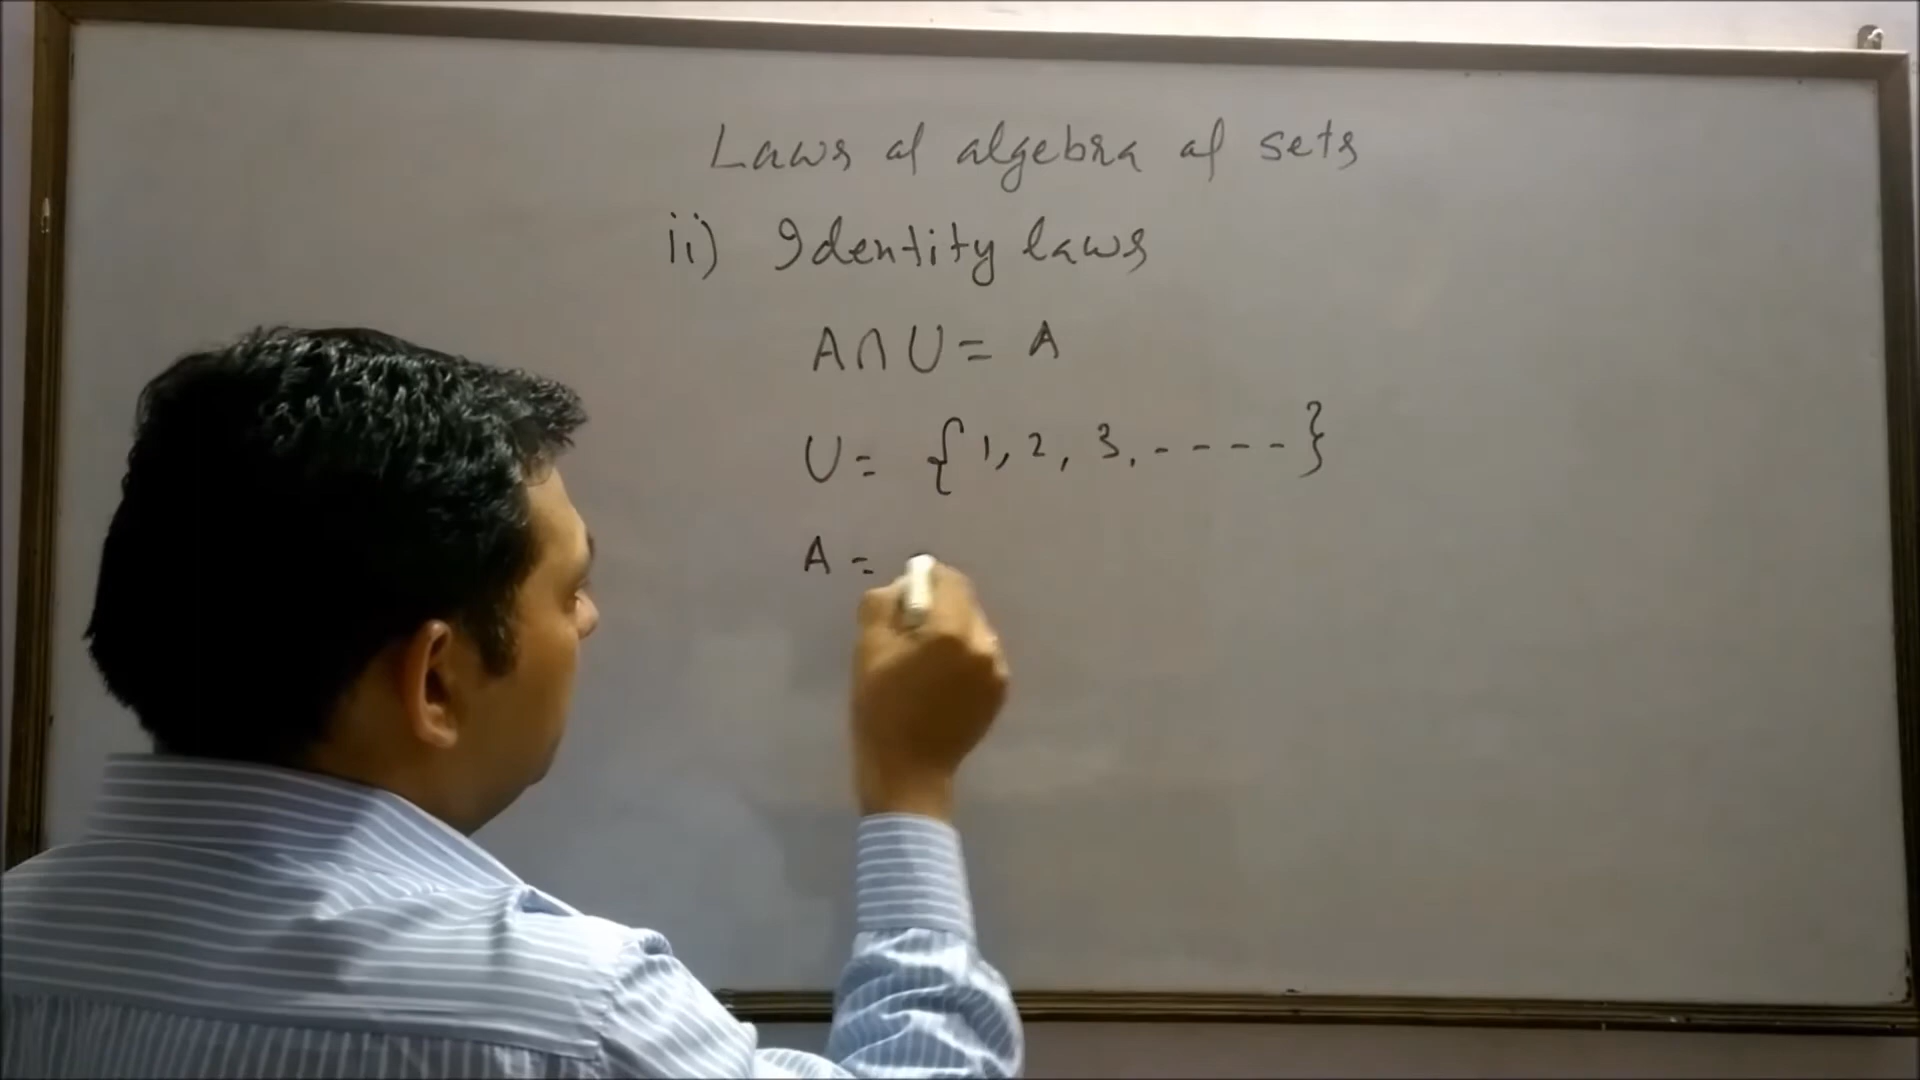 Laws of algebra of sets
ii) Identity laws
A ∩ U = A
U = { 1, 2, 3, - - - - }
A =